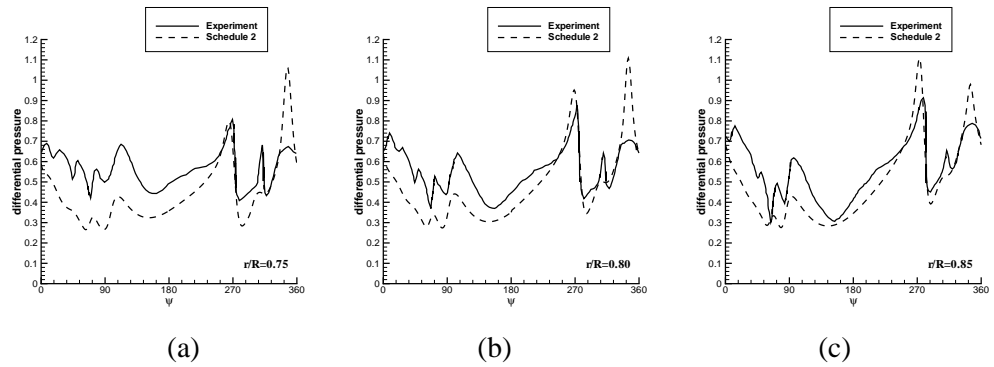 Experiment
Schedule 2
1.2
1.1
1
0.9
0.8
0.7
0.6
0.5
0.4
0.3
0.2
0.1
0
differential pressure
0 90 180 270 360
ψ
r/R=0.75
(a)
Experiment
Schedule 2
1.2
1.1
1
0.9
0.8
0.7
0.6
0.5
0.4
0.3
0.2
0.1
0
differential pressure
0 90 180 270 360
ψ
r/R=0.80
(b)
Experiment
Schedule 2
1.2
1.1
1
0.9
0.8
0.7
0.6
0.5
0.4
0.3
0.2
0.1
0
differential pressure
0 90 180 270 360
ψ
r/R=0.85
(c)